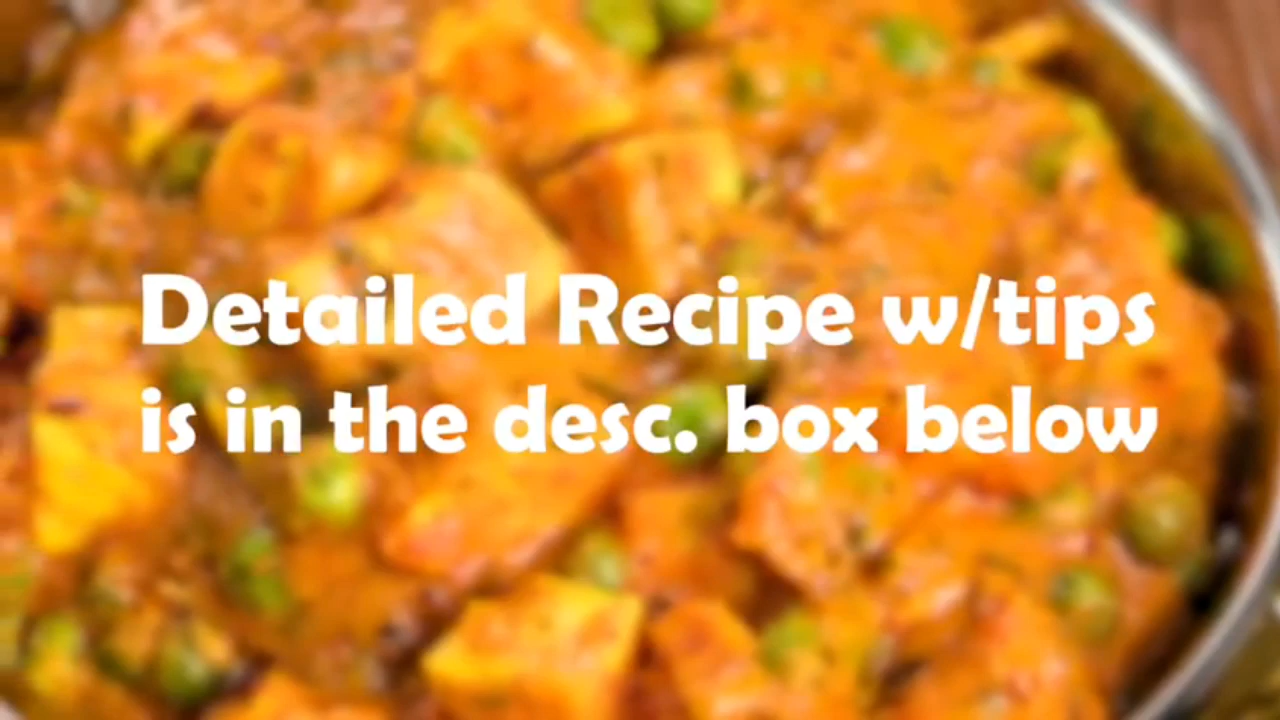 Detailed Recipe w/tips
is in the desc. box below